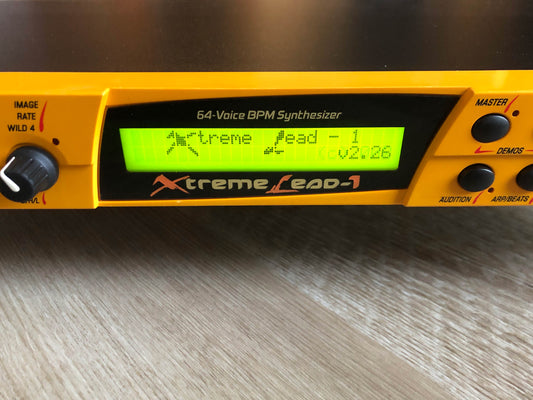 IMAGE
RATE
WILD 4
64-Voice BPM Synthesizer
MASTER
Xtreme Lead - 1
v2.26
DEMOS
Xtreme Lead-1
AUDITION
ARP/BEATS